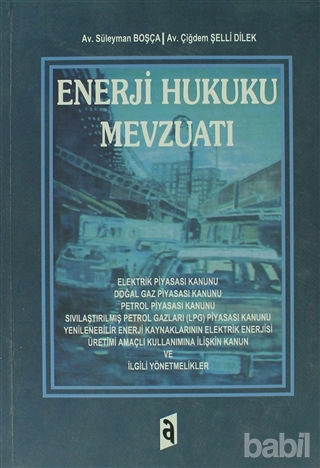 Av. Süleyman BOŞÇA | Av. Çiğdem ŞELLİ DİLEK
ENERJİ HUKUKU
MEVZUATI
ELEKTRİK PİYASASI KANUNU
DOĞAL GAZ PİYASASI KANUNU
PETROL PİYASASI KANUNU
SIVILAŞTIRILMIŞ PETROL GAZLARI (LPG) PİYASASI KANUNU
YENİLENEBİLİR ENERJİ KAYNAKLARININ ELEKTRİK ENERJİSİ
ÜRETİMİ AMAÇLI KULLANIMINA İLİŞKİN KANUN
VE
İLGİLİ YÖNETMELİKLER
a
babil